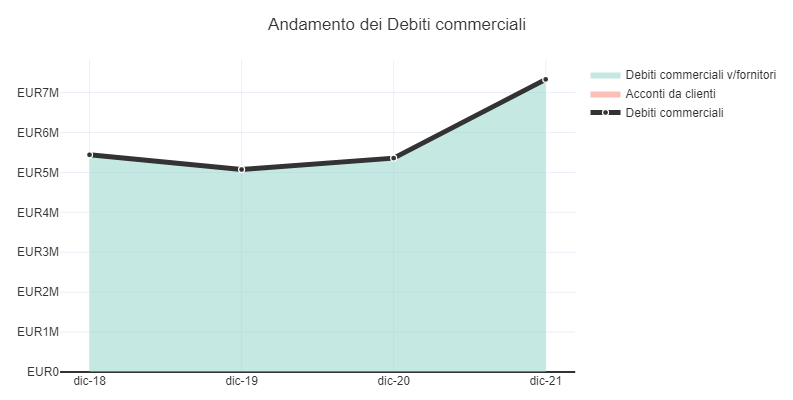 Andamento dei Debiti commerciali
EUR7M
EUR6M
EUR5M
EUR4M
EUR3M
EUR2M
EUR1M
EUR0
dic-18
dic-19
dic-20
dic-21
Debiti commerciali v/fornitori
Acconti da clienti
Debiti commerciali